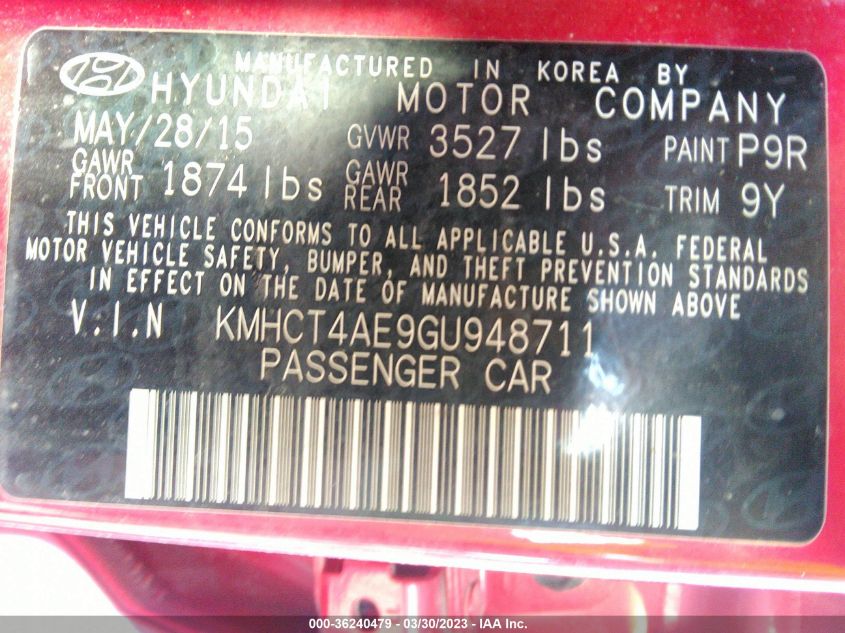 MANUFACTURED IN KOREA BY
HYUNDAI MOTOR COMPANY
MAY/28/15 GVWR 3527 lbs PAINT P9R
GAWR FRONT 1874 lbs GAWR REAR 1852 lbs TRIM 9Y
THIS VEHICLE CONFORMS TO ALL APPLICABLE U.S.A. FEDERAL
MOTOR VEHICLE SAFETY, BUMPER, AND THEFT PREVENTION STANDARDS
IN EFFECT ON THE DATE OF MANUFACTURE SHOWN ABOVE
V.I.N KMHCT4AE9GU948711
PASSENGER CAR
000-36240479 - 03/30/2023 - IAA Inc.